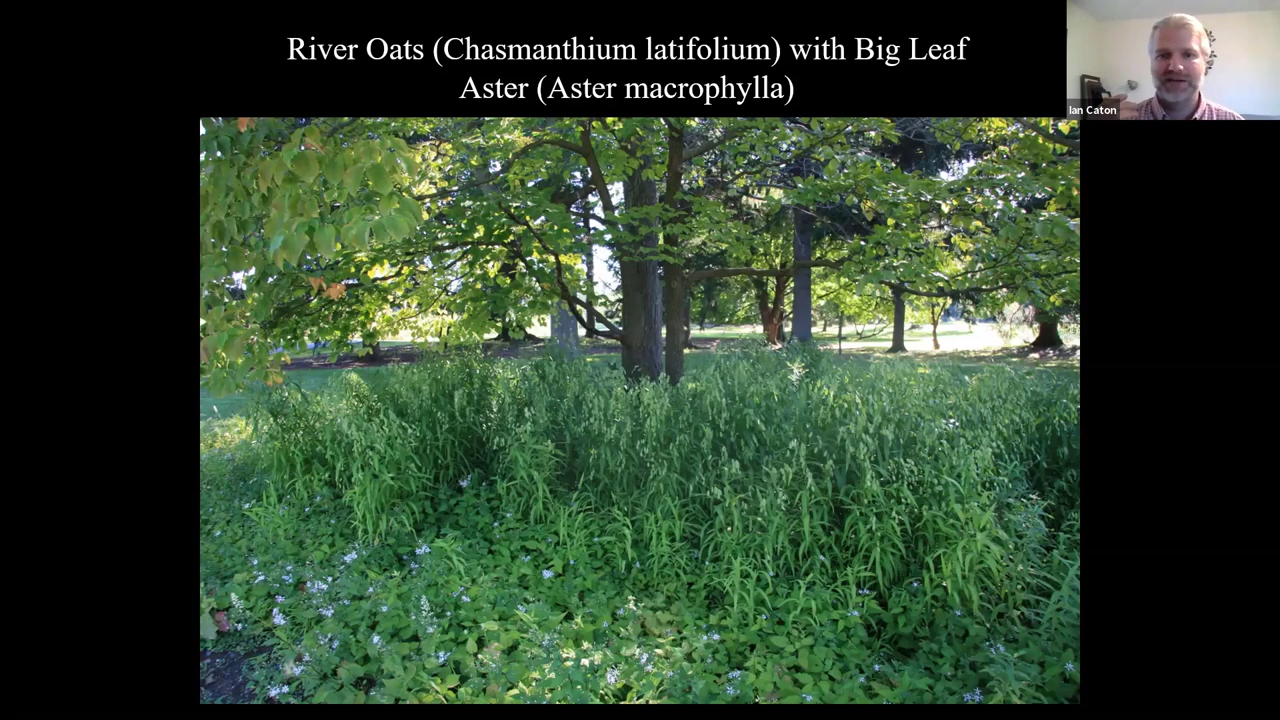 River Oats (Chasmanthium latifolium) with Big Leaf
Aster (Aster macrophylla)
Ian Caton